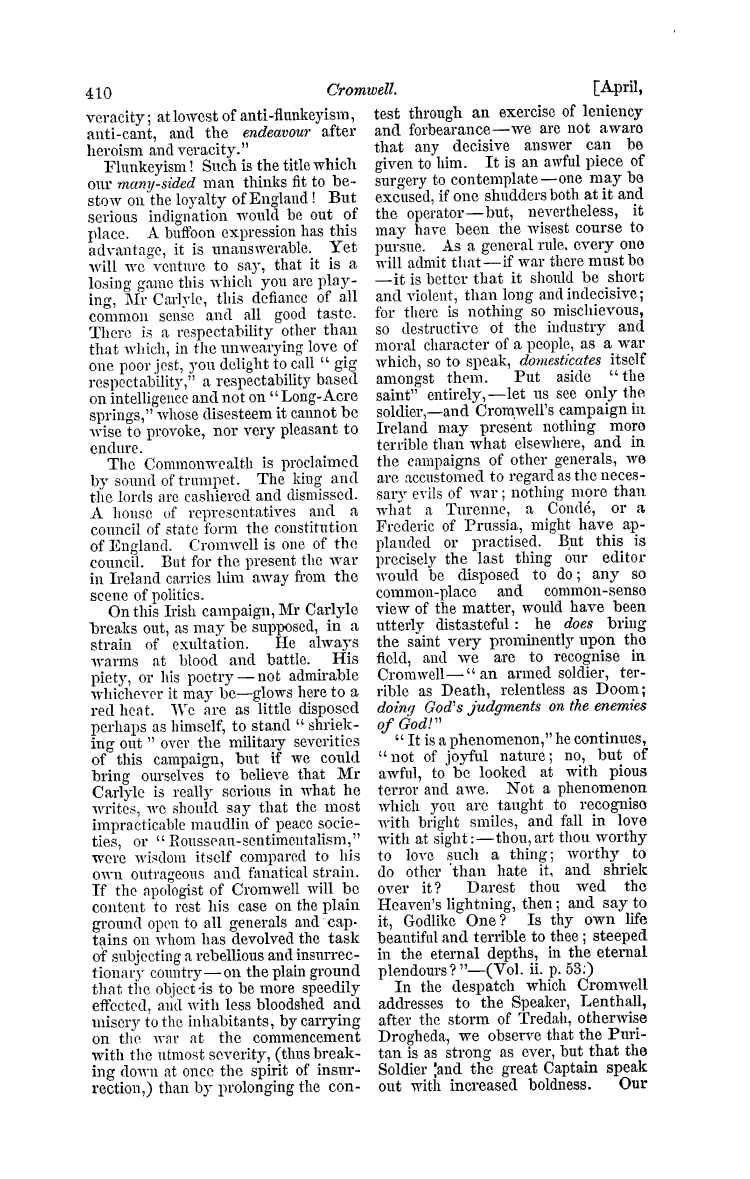 410
Cromwell.
[April,
veracity; at lowest of anti-flunkeyism,
anti-cant, and the endeavour after
heroism and veracity."
Flunkeyism! Such is the title which
our many-sided man thinks fit to be-
stow on the loyalty of England! But
serious indignation would be out of
place. A buffoon expression has this
advantage, it is unanswerable. Yet
will we venture to say, that it is a
losing game this which you are play-
ing, Mr Carlyle, this defiance of all
common sense and all good taste.
There is a respectability other than
that which, in the unwearying love of
one poor jest, you delight to call "gig
respectability," a respectability based
on intelligence and not on "Long-Acre
springs," whose disesteem it cannot be
wise to provoke, nor very pleasant to
endure.
The Commonwealth is proclaimed
by sound of trumpet. The king and
the lords are cashiered and dismissed.
A house of representatives and a
council of state form the constitution
of England. Cromwell is one of the
council. But for the present the war
in Ireland carries him away from the
scene of politics.
On this Irish campaign, Mr Carlyle
breaks out, as may be supposed, in a
strain of exultation. He always
warms at blood and battle. His
piety, or his poetry—not admirable
whichever it may be—glows here to a
red heat. We are as little disposed
perhaps as himself, to stand "shriek-
ing out" over the military severities
of this campaign, but if we could
bring ourselves to believe that Mr
Carlyle is really serious in what he
writes, we should say that the most
impracticable maudlin of peace socie-
ties, or "Rousseau-sentimentalism,"
were wisdom itself compared to his
own outrageous and fanatical strain.
If the apologist of Cromwell will be
content to rest his case on the plain
ground open to all generals and cap-
tains on whom has devolved the task
of subjecting a rebellious and insurrec-
tionary country—on the plain ground
that the object is to be more speedily
effected, and with less bloodshed and
misery to the inhabitants, by carrying
on the war at the commencement
with the utmost severity, (thus break-
ing down at once the spirit of insur-
rection,) than by prolonging the con-
test through an exercise of leniency
and forbearance—we are not aware
that any decisive answer can be
given to him. It is an awful piece of
surgery to contemplate—one may be
excused, if one shudders both at it and
the operator—but, nevertheless, it
may have been the wisest course to
pursue. As a general rule, every one
will admit that—if war there must be
—it is better that it should be short
and violent, than long and indecisive;
for there is nothing so mischievous,
so destructive of the industry and
moral character of a people, as a war
which, so to speak, domesticates itself
amongst them. Put aside "the
saint" entirely,—let us see only the
soldier,—and Cromwell's campaign in
Ireland may present nothing more
terrible than what elsewhere, and in
the campaigns of other generals, we
are accustomed to regard as the neces-
sary evils of war; nothing more than
what a Turenne, a Condé, or a
Frederic of Prussia, might have ap-
plauded or practised. But this is
precisely the last thing our editor
would be disposed to do; any so
common-place and common-sense
view of the matter, would have been
utterly distasteful: he does bring
the saint very prominently upon the
field, and we are to recognise in
Cromwell—"an armed soldier, ter-
rible as Death, relentless as Doom;
doing God's judgments on the enemies
of God!"
"It is a phenomenon," he continues,
"not of joyful nature; no, but of
awful, to be looked at with pious
terror and awe. Not a phenomenon
which you are taught to recognise
with bright smiles, and fall in love
with at sight:—thou, art thou worthy
to love such a thing; worthy to
do other than hate it, and shriek
over it? Darest thou wed the
Heaven's lightning, then; and say to
it, Godlike One? Is thy own life
beautiful and terrible to thee; steeped
in the eternal depths, in the eternal
plendours?"—(Vol. ii. p. 53.)
In the despatch which Cromwell
addresses to the Speaker, Lenthall,
after the storm of Tredah, otherwise
Drogheda, we observe that the Puri-
tan is as strong as ever, but that the
Soldier and the great Captain speak
out with increased boldness. Our